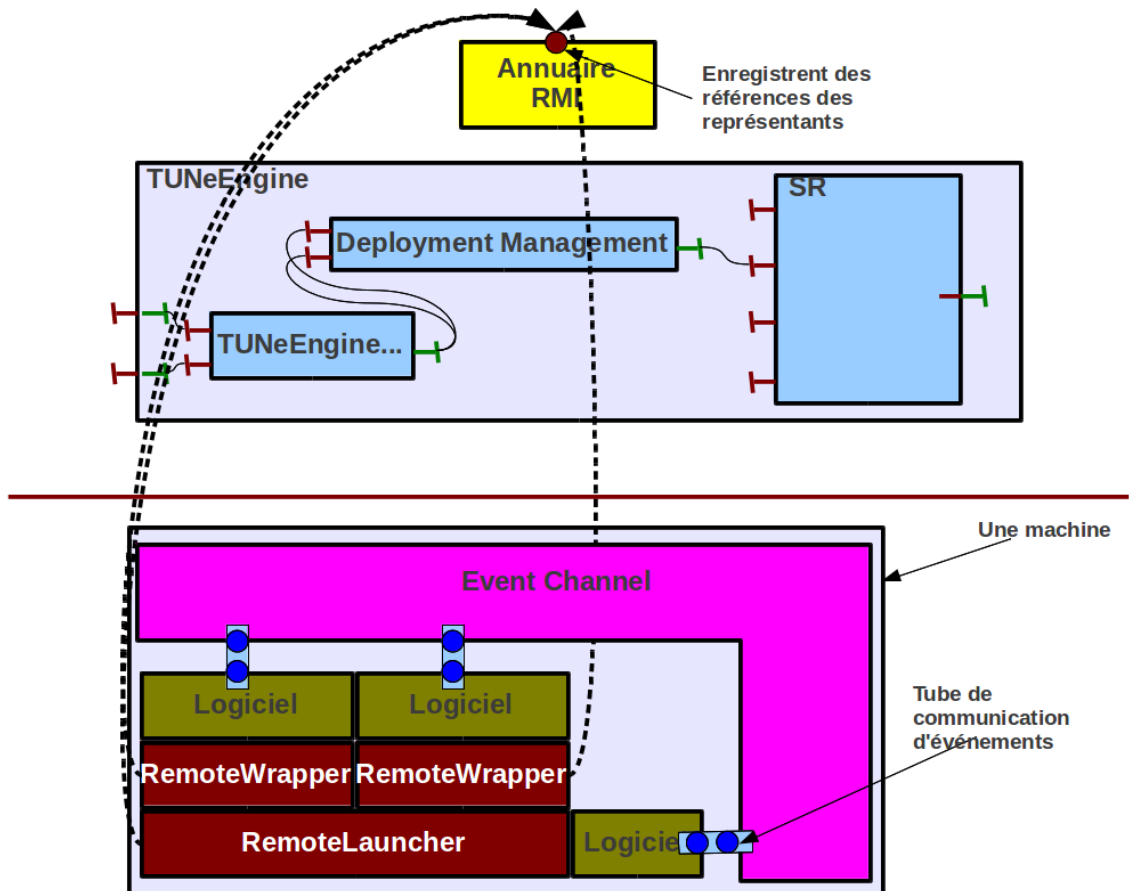 Annuaire
RMI
Enregistrent des
références des
représentants
TUNeEngine
SR
Deployment Management
TUNeEngine...
Une machine
Event Channel
Logiciel
Logiciel
Tube de
communication
d'événements
RemoteWrapper
RemoteWrapper
RemoteLauncher
Logiciel